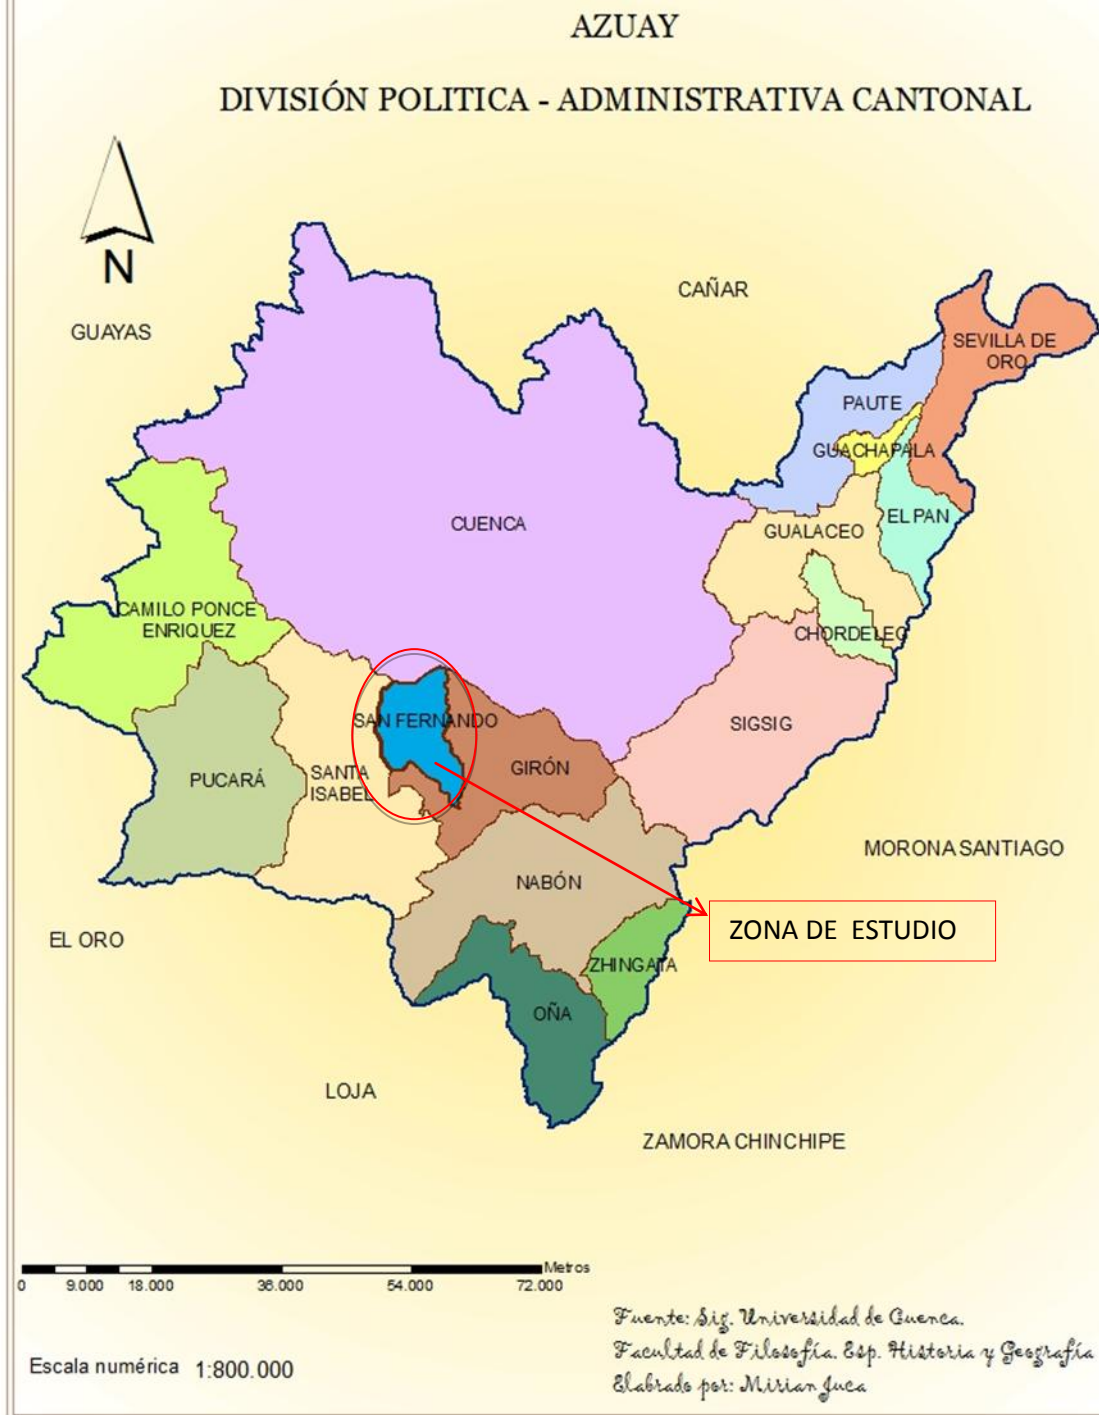 AZUAY
DIVISIÓN POLITICA - ADMINISTRATIVA CANTONAL
N
GUAYAS
CAÑAR
SEVILLA DE
ORO
PAUTE
GUACHAPALA
EL PAN
CUENCA
GUALACEO
CAMILO PONCE
ENRIQUEZ
CHORDELEG
SAN FERNANDO
SIGSIG
PUCARÁ
SANTA
ISABEL
GIRÓN
MORONA SANTIAGO
NABÓN
EL ORO
ZONA DE ESTUDIO
ZHINGATA
OÑA
LOJA
ZAMORA CHINCHIPE
Metros
0 9.000 18.000 36.000 54.000 72.000
Fuente: Sig. Universidad de Cuenca.
Facultad de Filosofía. Esp. Historia y Geografía
Elabrado por: Mirian Juca
Escala numérica 1:800.000